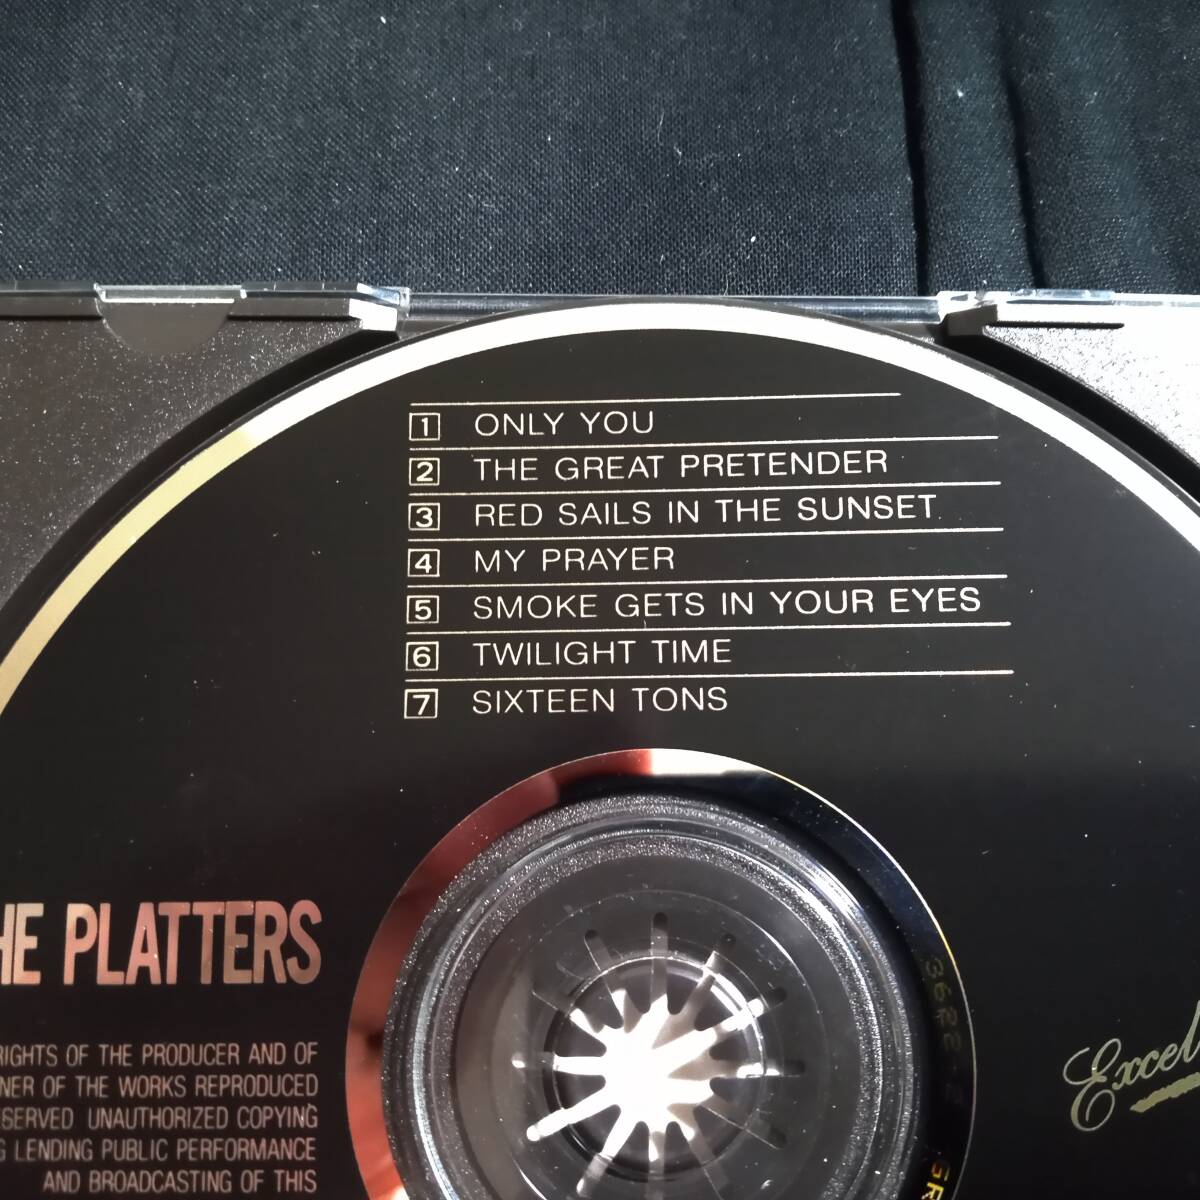 1 ONLY YOU
2 THE GREAT PRETENDER
3 RED SAILS IN THE SUNSET
4 MY PRAYER
5 SMOKE GETS IN YOUR EYES
6 TWILIGHT TIME
7 SIXTEEN TONS
HE PLATTERS
RIGHTS OF THE PRODUCER AND OF
NER OF THE WORKS REPRODUCED
SERVED UNAUTHORIZED COPYING
G LENDING PUBLIC PERFORMANCE
AND BROADCASTING OF THIS
Excel
3622
GR